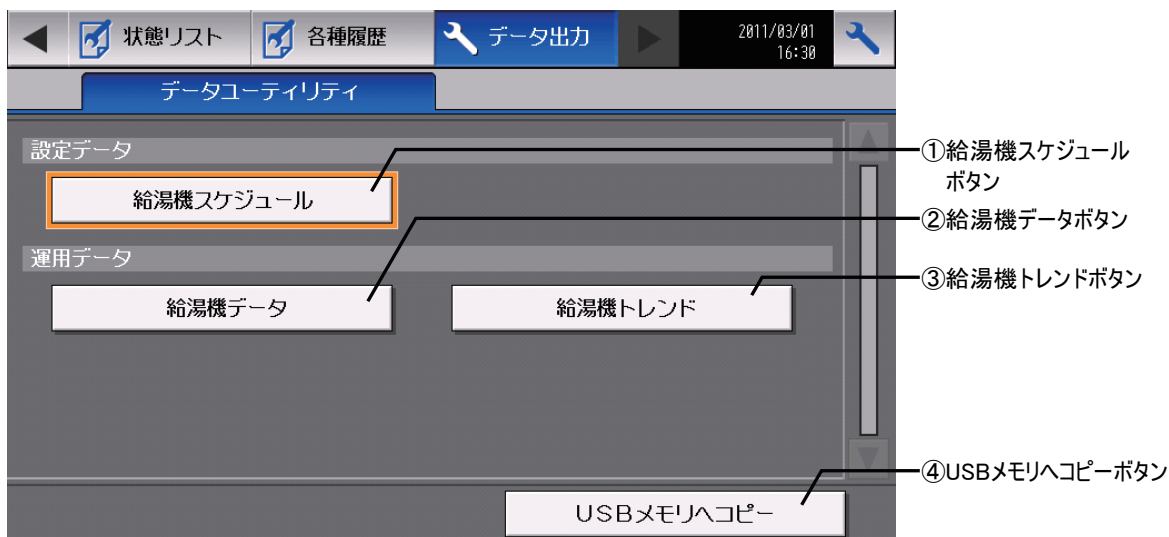 状態リスト
各種履歴
データ出力
2011/03/01
16:30
データユーティリティ
設定データ
①給湯機スケジュール
ボタン
給湯機スケジュール
②給湯機データボタン
運用データ
③給湯機トレンドボタン
給湯機データ
給湯機トレンド
④USBメモリへコピーボタン
USBメモリへコピー